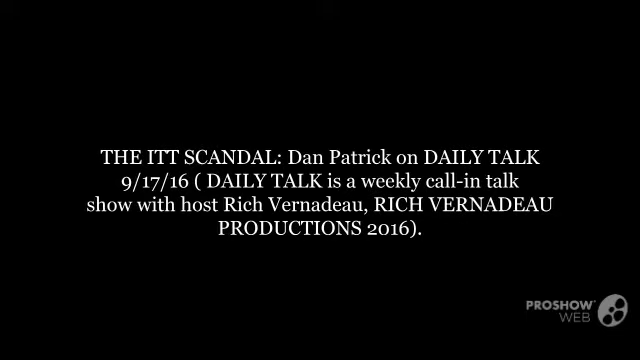 THE ITT SCANDAL: Dan Patrick on DAILY TALK
9/17/16 ( DAILY TALK is a weekly call-in talk
show with host Rich Vernadeau, RICH VERNADEAU
PRODUCTIONS 2016).
PROSHOW
WEB